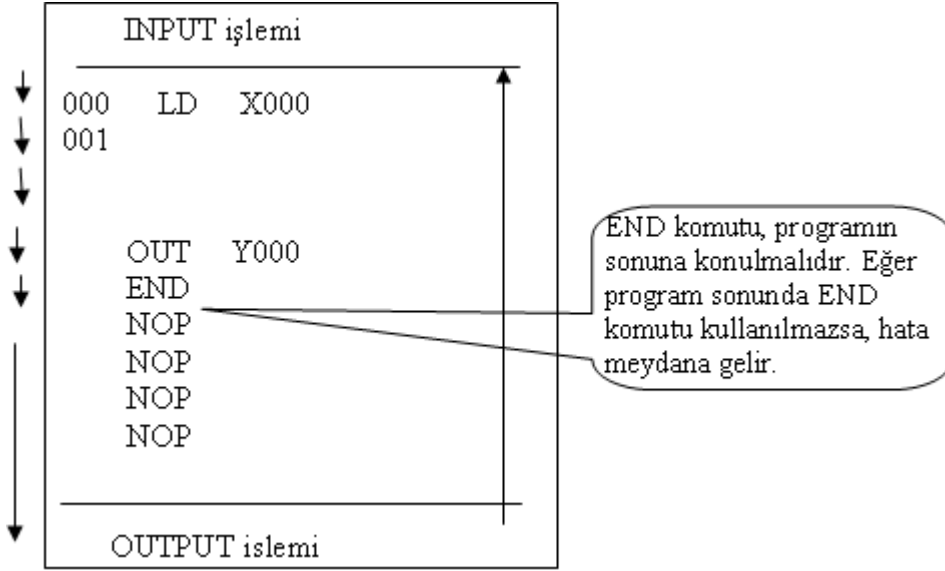 INPUT işlemi
000 LD X000
001
OUT Y000
END
NOP
NOP
NOP
NOP
OUTPUT islemi
END komutu, programın
sonuna konulmalıdır. Eğer
program sonunda END
komutu kullanılmazsa, hata
meydana gelir.